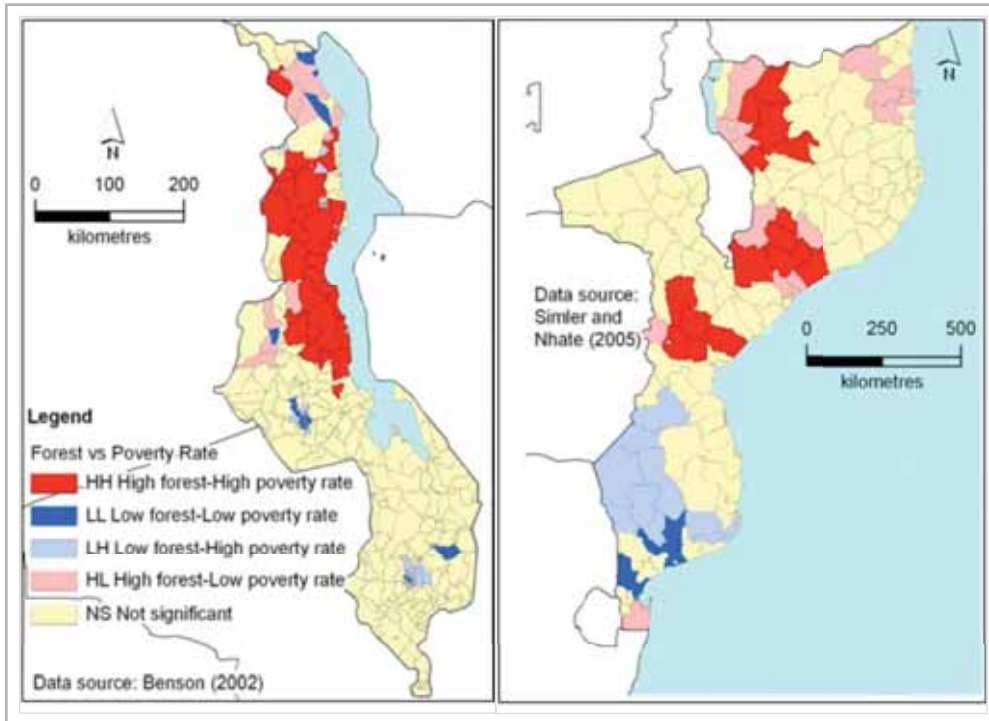 N
0 100 200
kilometres
Legend
Forest vs Poverty Rate
HH High forest-High poverty rate
LL Low forest-Low poverty rate
LH Low forest-High poverty rate
HL High forest-Low poverty rate
NS Not significant
Data source: Benson (2002)
N
Data source:
Simler and
Nhate (2005)
0 250 500
kilometres